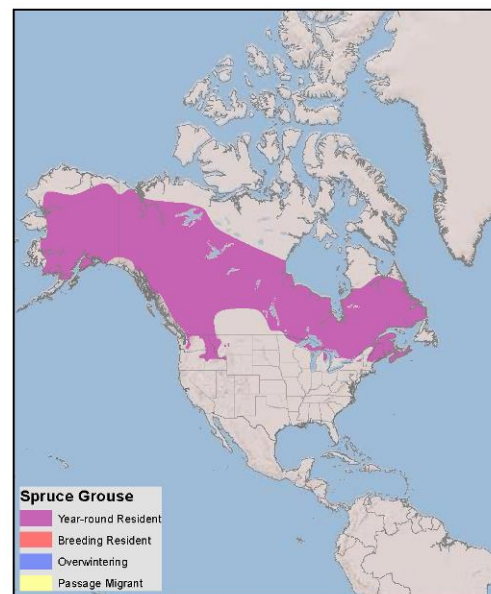 Spruce Grouse
Year-round Resident
Breeding Resident
Overwintering
Passage Migrant